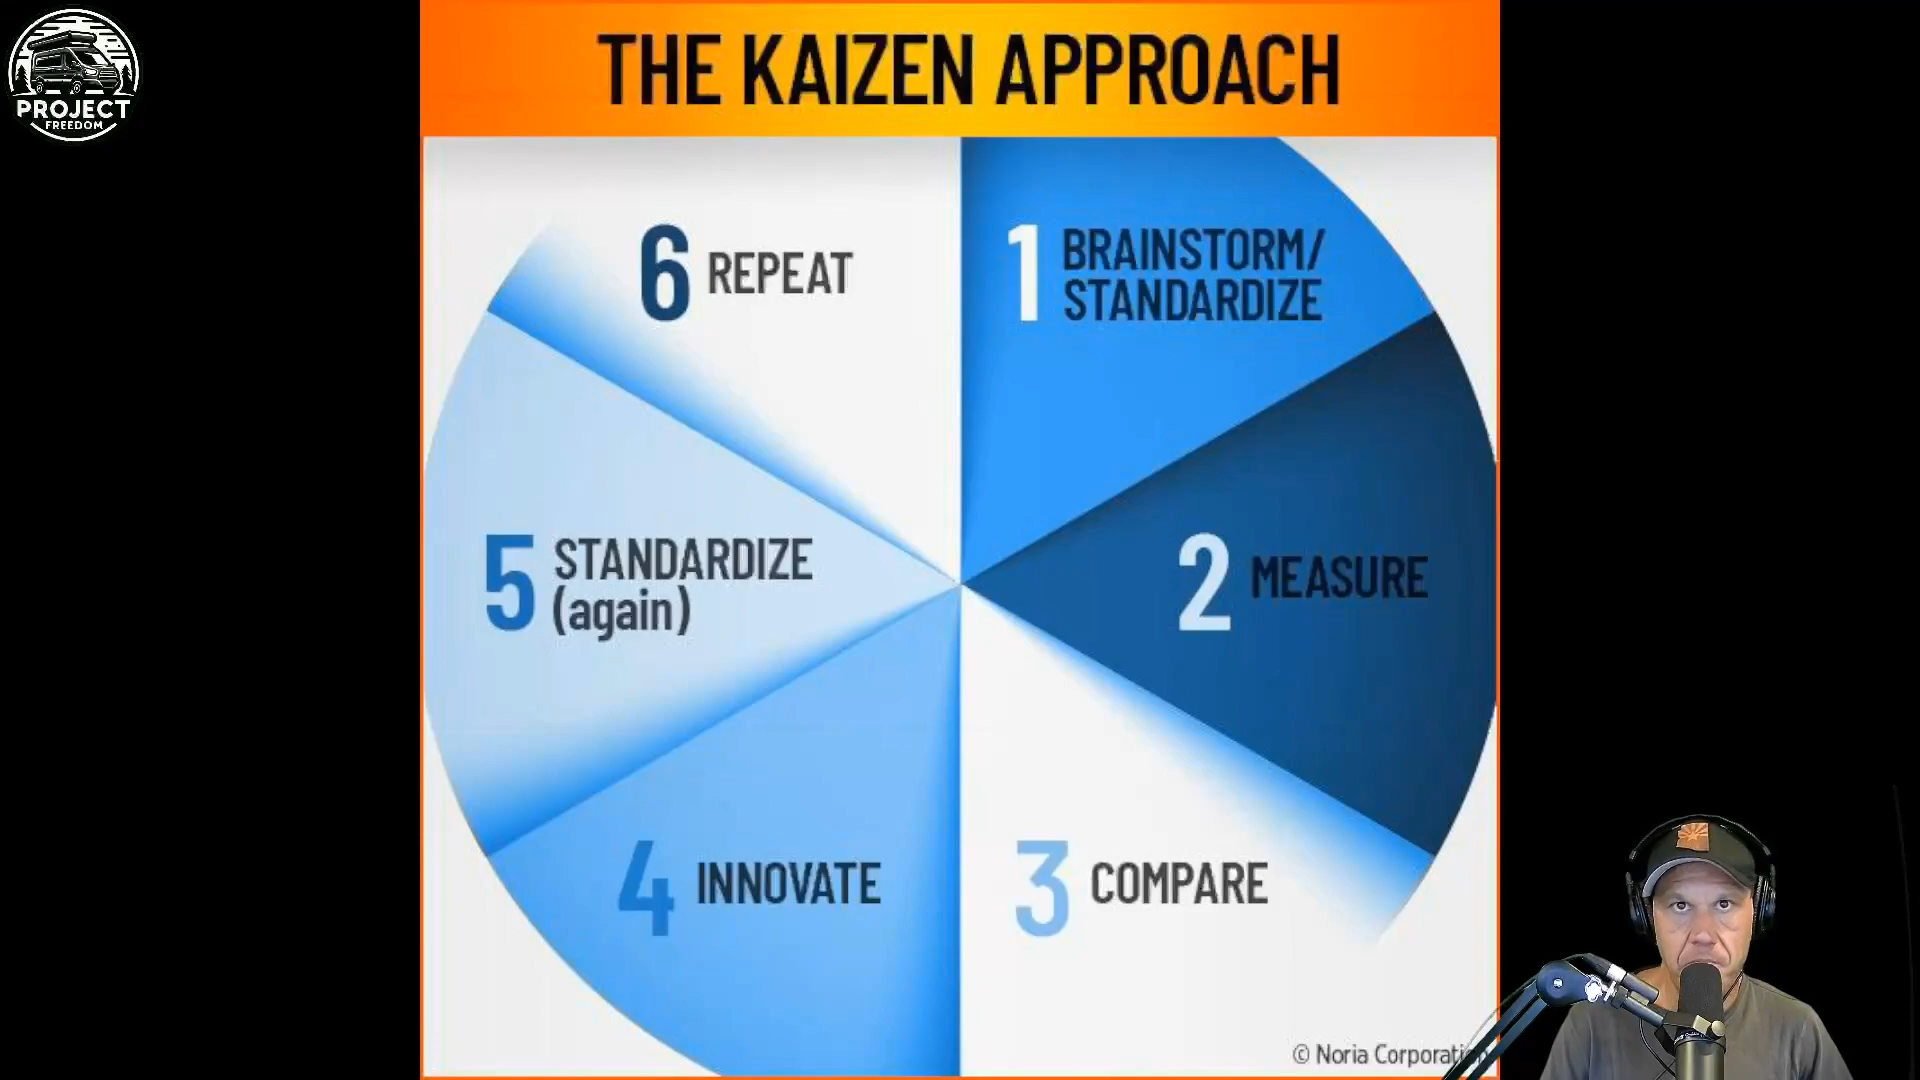 PROJECT
FREEDOM
THE KAIZEN APPROACH
6 REPEAT
1 BRAINSTORM/
STANDARDIZE
5 STANDARDIZE
(again)
2 MEASURE
4 INNOVATE
3 COMPARE
© Noria Corporati